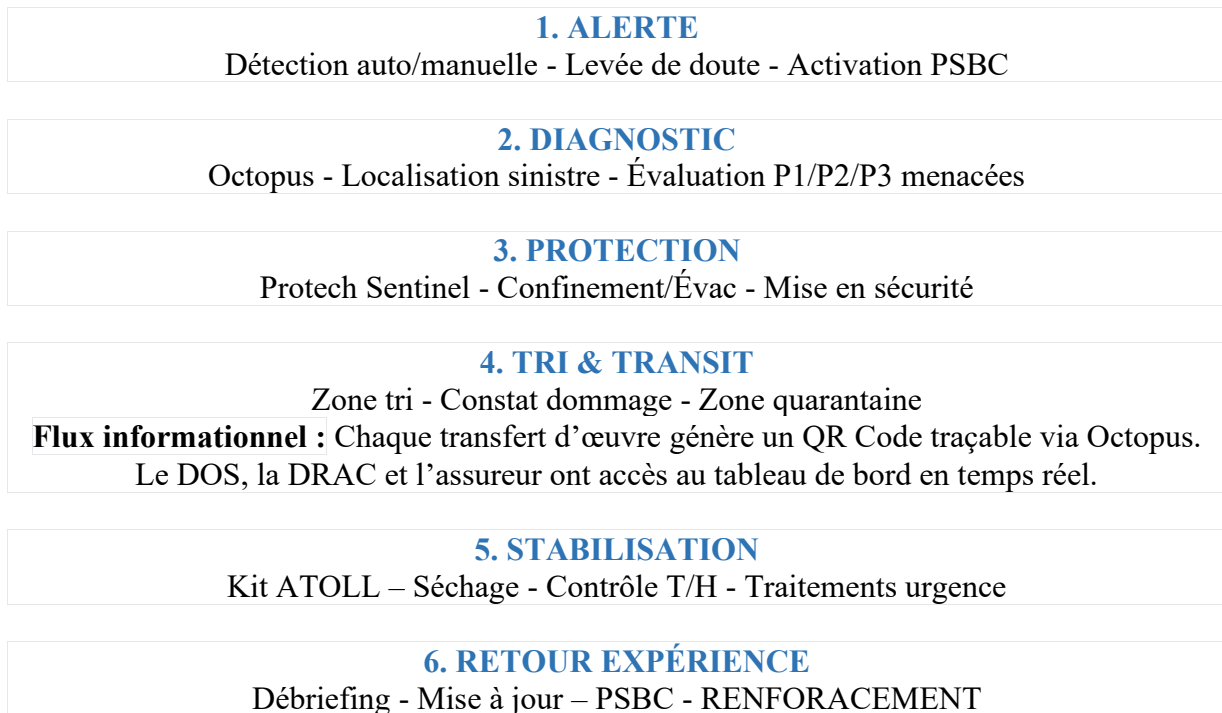 1. ALERTE
Détection auto/manuelle - Levée de doute - Activation PSBC
2. DIAGNOSTIC
Octopus - Localisation sinistre - Évaluation P1/P2/P3 menacées
3. PROTECTION
Protech Sentinel - Confinement/Évac - Mise en sécurité
4. TRI & TRANSIT
Zone tri - Constat dommage - Zone quarantaine
Flux informationnel : Chaque transfert d’œuvre génère un QR Code traçable via Octopus.
Le DOS, la DRAC et l’assureur ont accès au tableau de bord en temps réel.
5. STABILISATION
Kit ATOLL – Séchage - Contrôle T/H - Traitements urgence
6. RETOUR EXPÉRIENCE
Débriefing - Mise à jour – PSBC - RENFORACEMENT